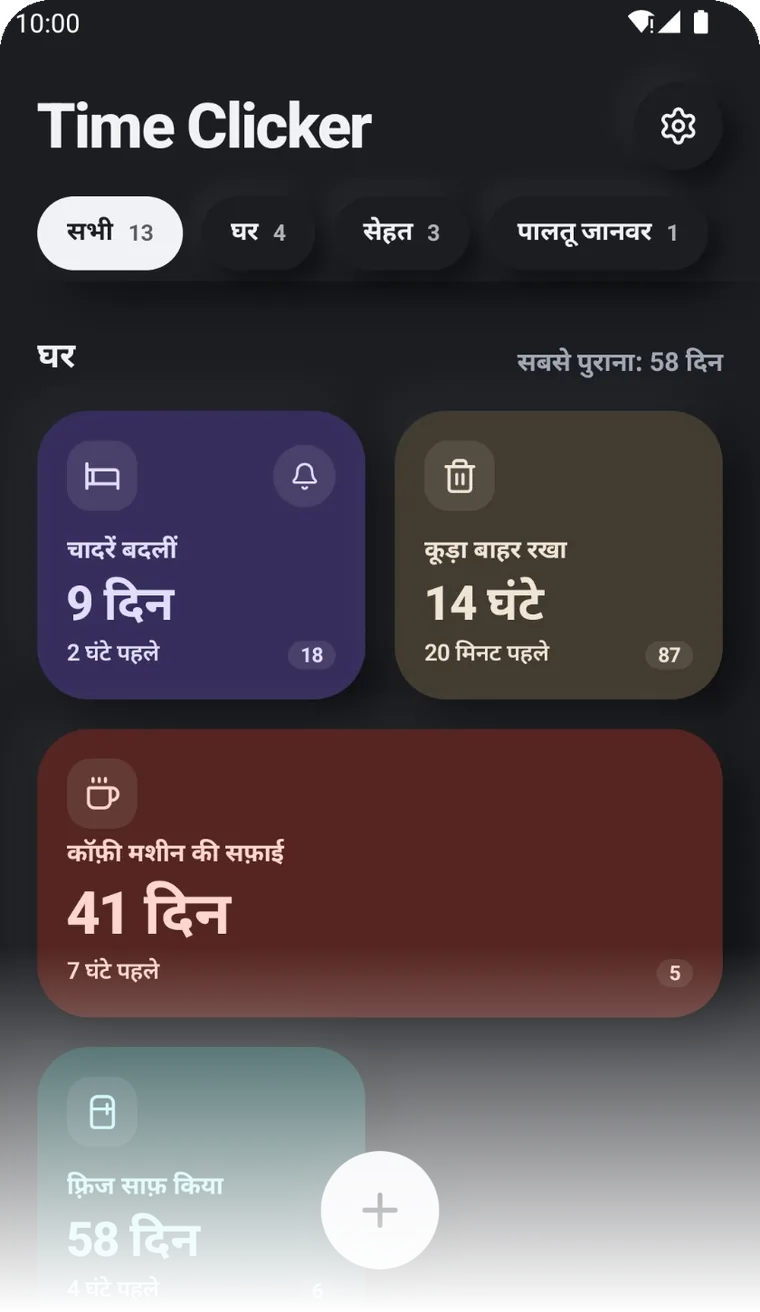 10:00
Time Clicker
सभी 13 घर 4 सेहत 3 पालतू जानवर 1
घर सबसे पुराना: 58 दिन
चादरें बदलीं
9 दिन
2 घंटे पहले 18
कूड़ा बाहर रखा
14 घंटे
20 मिनट पहले 87
कॉफ़ी मशीन की सफ़ाई
41 दिन
7 घंटे पहले 5
फ़्रिज साफ़ किया
58 दिन
4 घंटे पहले 6